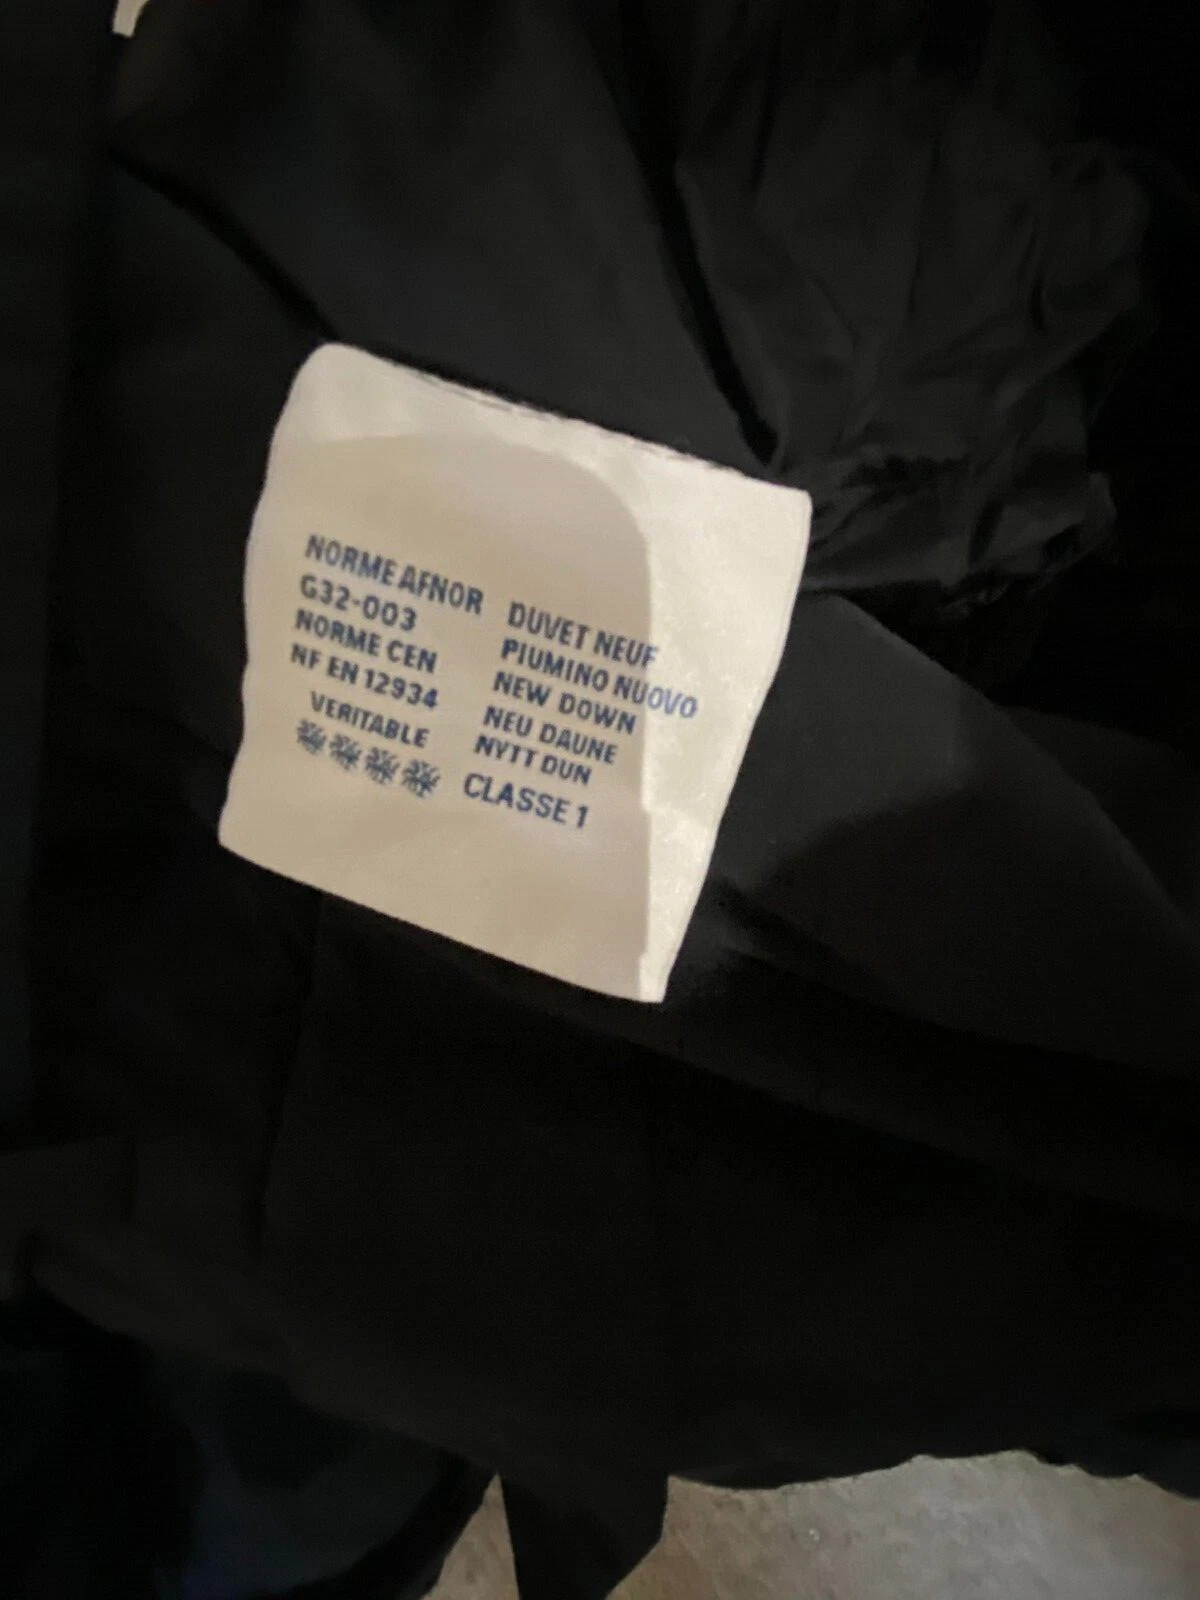 NORME AFNOR
G32-003
NORME CEN
NF EN 12934
VERITABLE
DUVET NEUF
PIUMINO NUOVO
NEW DOWN
NEU DAUNE
NYTT DUN
CLASSE 1